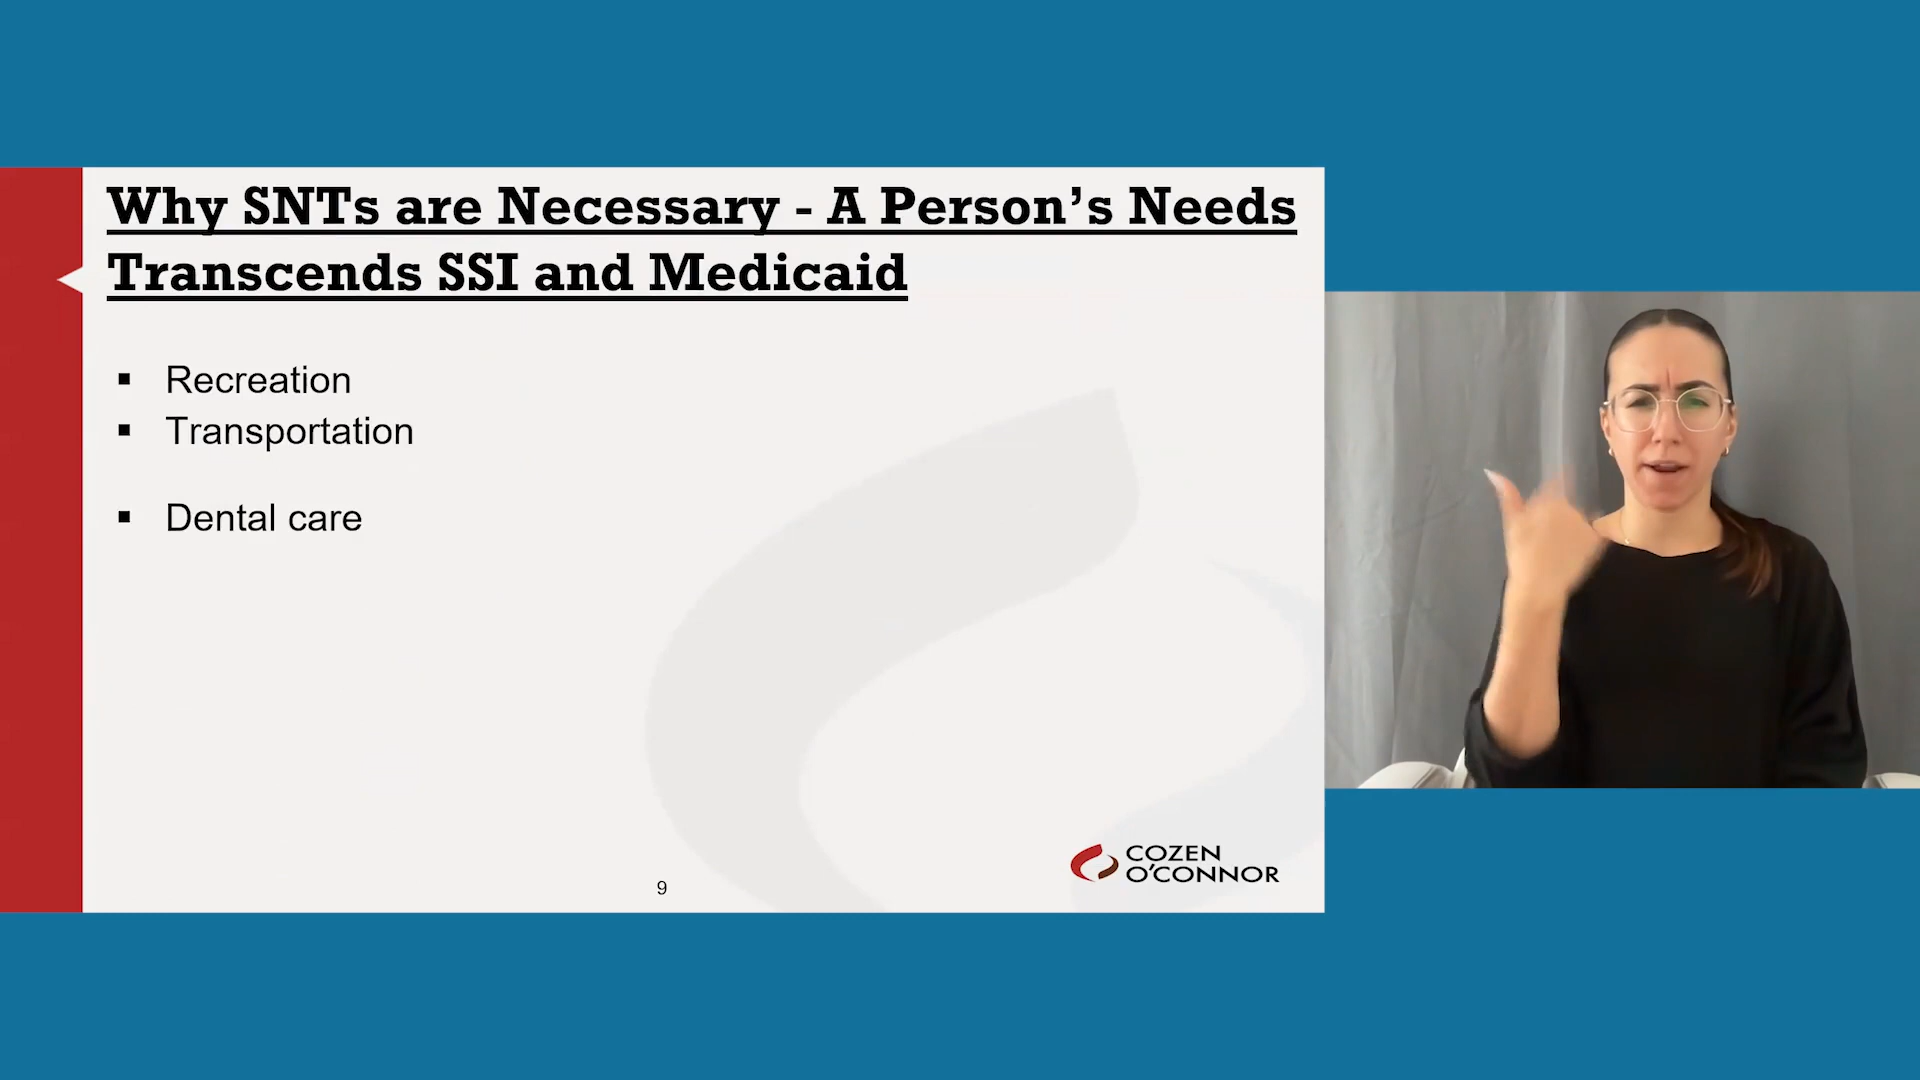 Why SNTs are Necessary - A Person’s Needs
Transcends SSI and Medicaid
▪ Recreation
▪ Transportation
▪ Dental care
9
COZEN
O'CONNOR